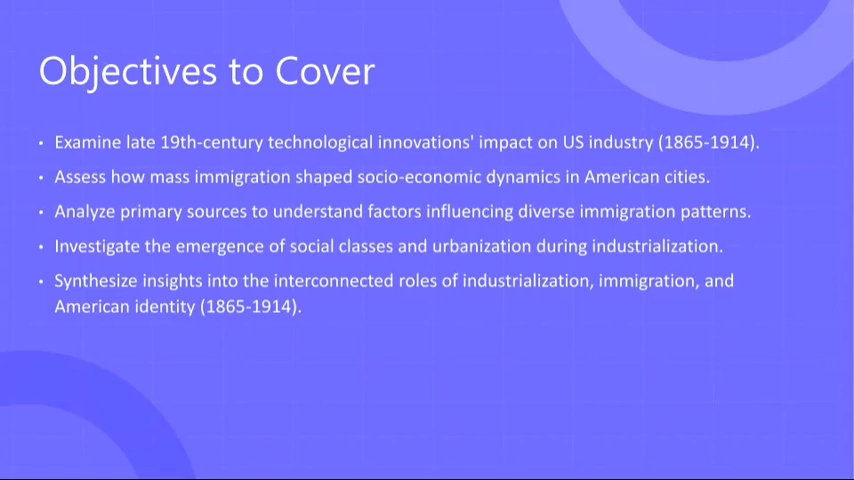 Objectives to Cover
• Examine late 19th-century technological innovations' impact on US industry (1865-1914).
• Assess how mass immigration shaped socio-economic dynamics in American cities.
• Analyze primary sources to understand factors influencing diverse immigration patterns.
• Investigate the emergence of social classes and urbanization during industrialization.
• Synthesize insights into the interconnected roles of industrialization, immigration, and
American identity (1865-1914).